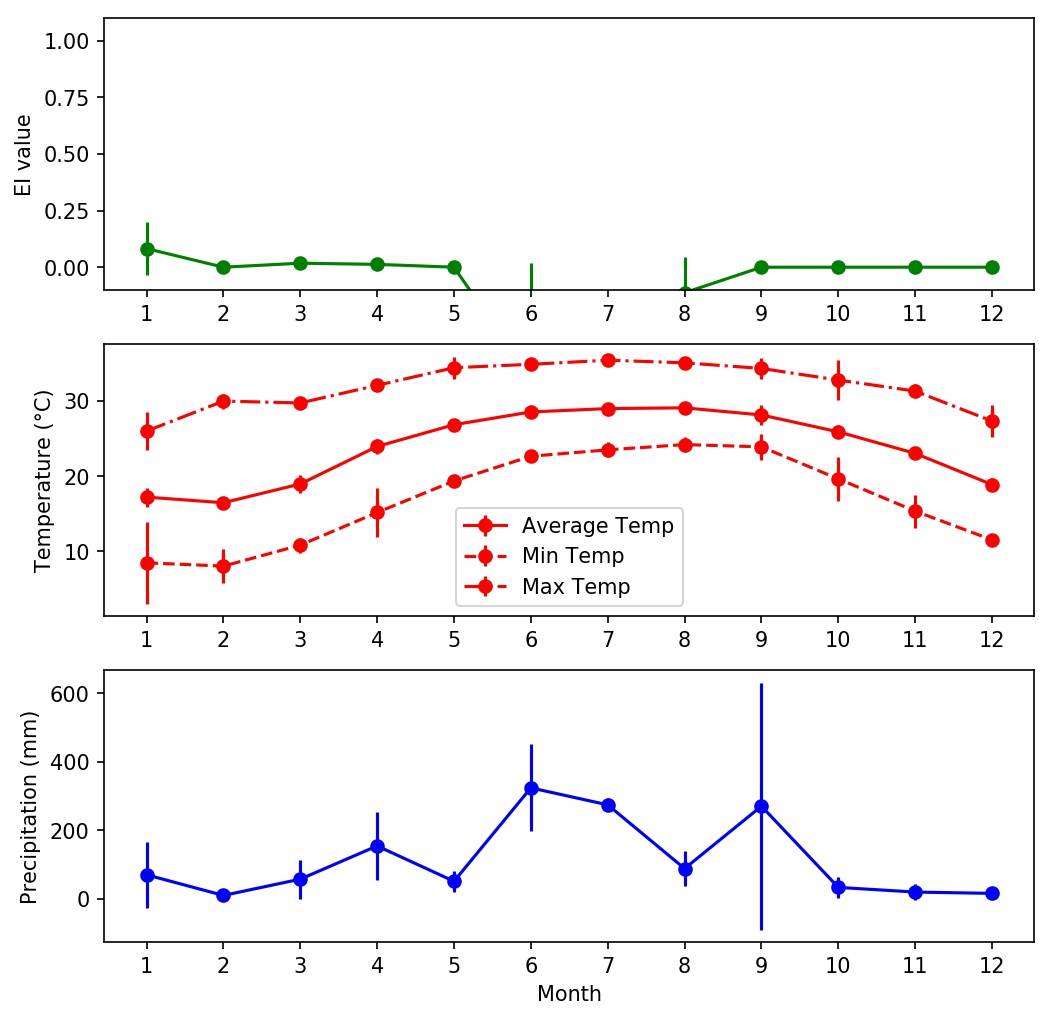 EI value
1.00
0.75
0.50
0.25
0.00
1 2 3 4 5 6 7 8 9 10 11 12
Temperature (°C)
30
20
10
Average Temp
Min Temp
Max Temp
1 2 3 4 5 6 7 8 9 10 11 12
Precipitation (mm)
600
400
200
0
1 2 3 4 5 6 7 8 9 10 11 12
Month